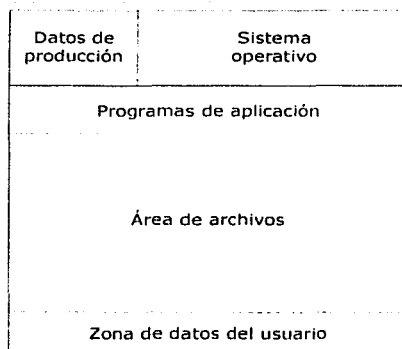 Datos de
producción
Sistema
operativo
Programas de aplicación
Área de archivos
Zona de datos del usuario